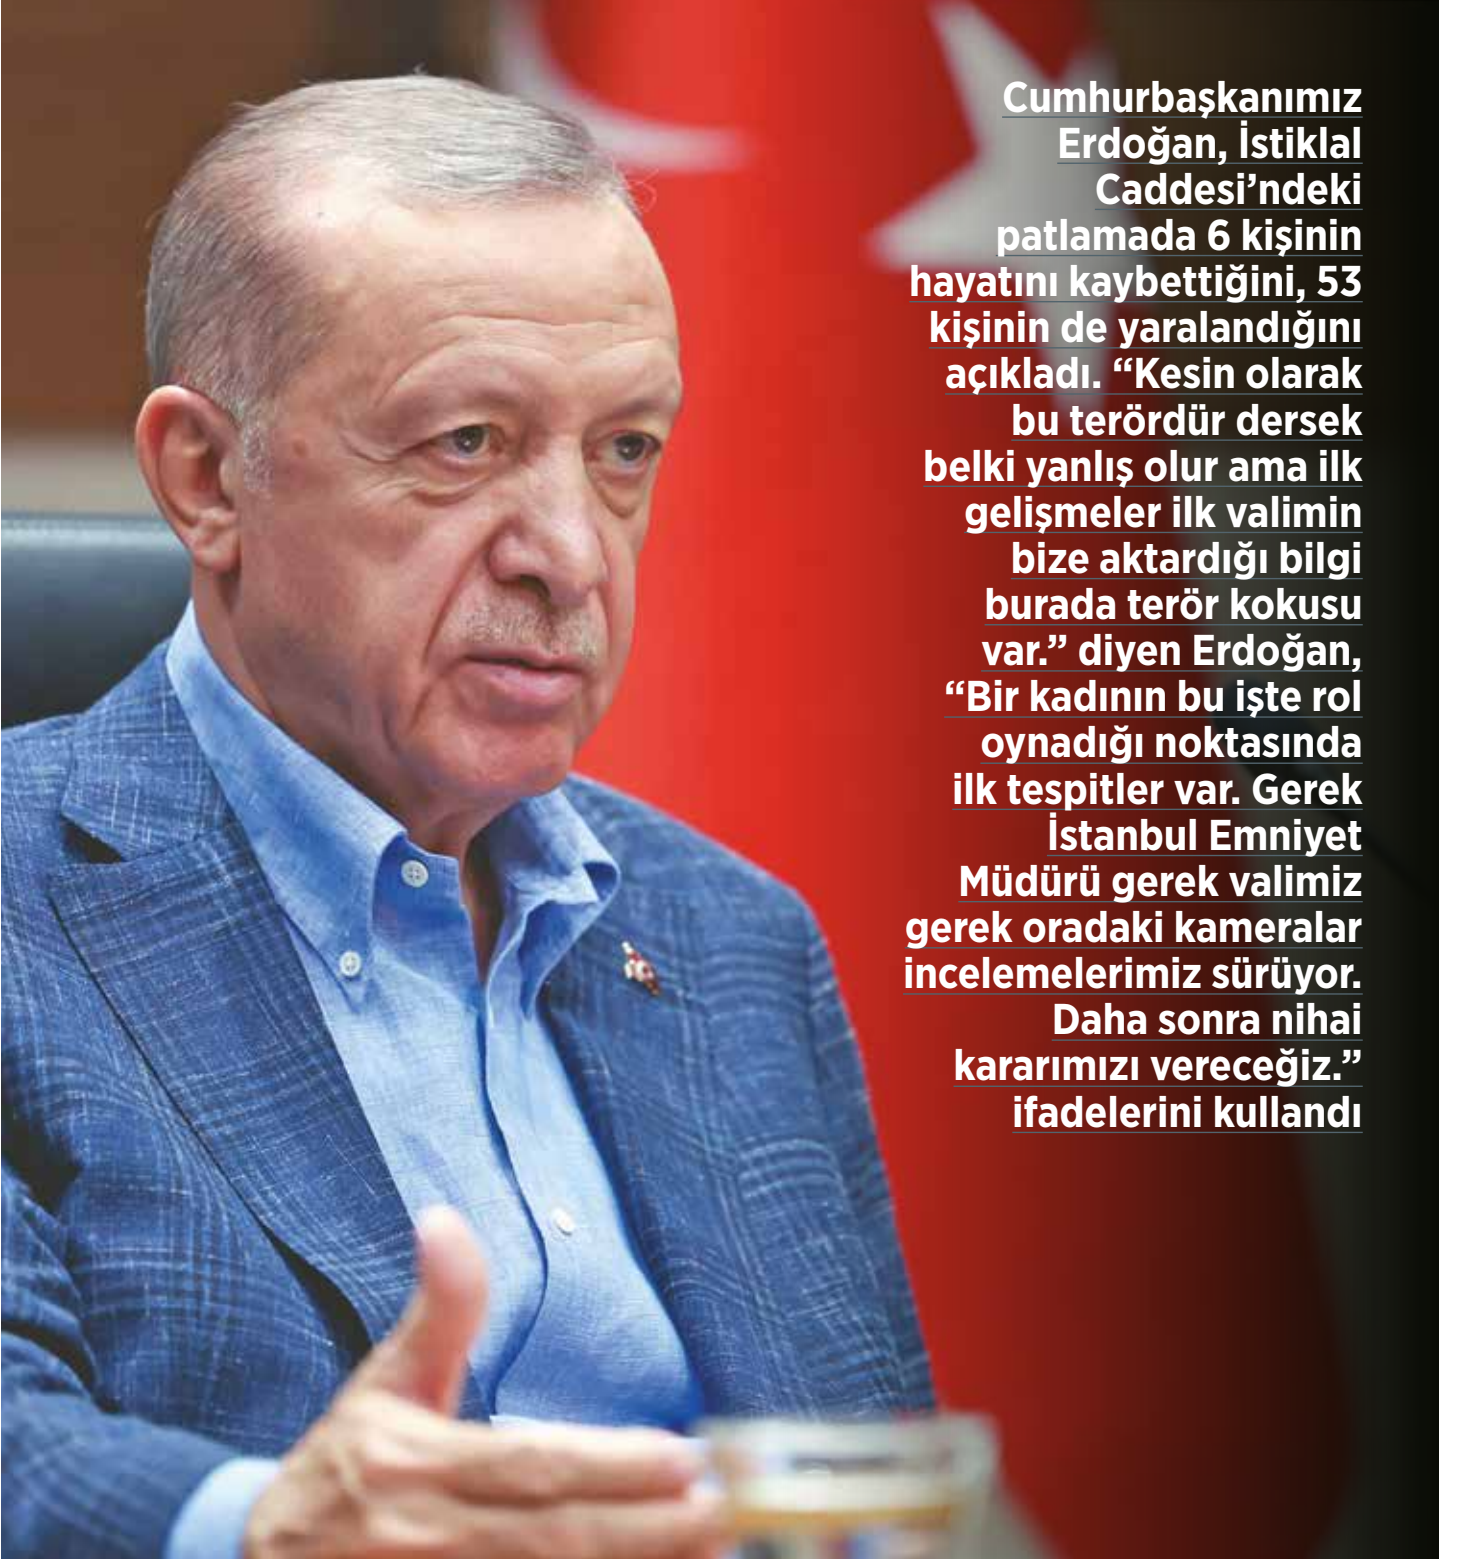 Cumhurbaşkanımız
Erdoğan, İstiklal
Caddesi’ndeki
patlamada 6 kişinin
hayatını kaybettiğini, 53
kişinin de yaralandığını
açıkladı. “Kesin olarak
bu terördür dersek
belki yanlış olur ama ilk
gelişmeler ilk valimin
bize aktardığı bilgi
burada terör kokusu
var.” diyen Erdoğan,
“Bir kadının bu işte rol
oynadığı noktasında
ilk tespitler var. Gerek
İstanbul Emniyet
Müdürü gerek valimiz
gerek oradaki kameralar
incelemelerimiz sürüyor.
Daha sonra nihai
kararımızı vereceğiz.”
ifadelerini kullandı